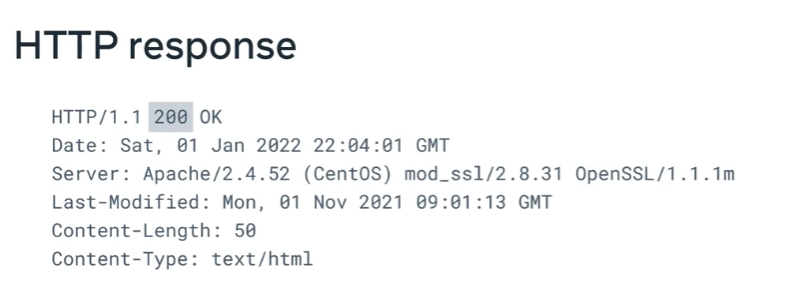 HTTP response
HTTP/1.1 200 OK
Date: Sat, 01 Jan 2022 22:04:01 GMT
Server: Apache/2.4.52 (CentOS) mod_ssl/2.8.31 OpenSSL/1.1.1m
Last-Modified: Mon, 01 Nov 2021 09:01:13 GMT
Content-Length: 50
Content-Type: text/html